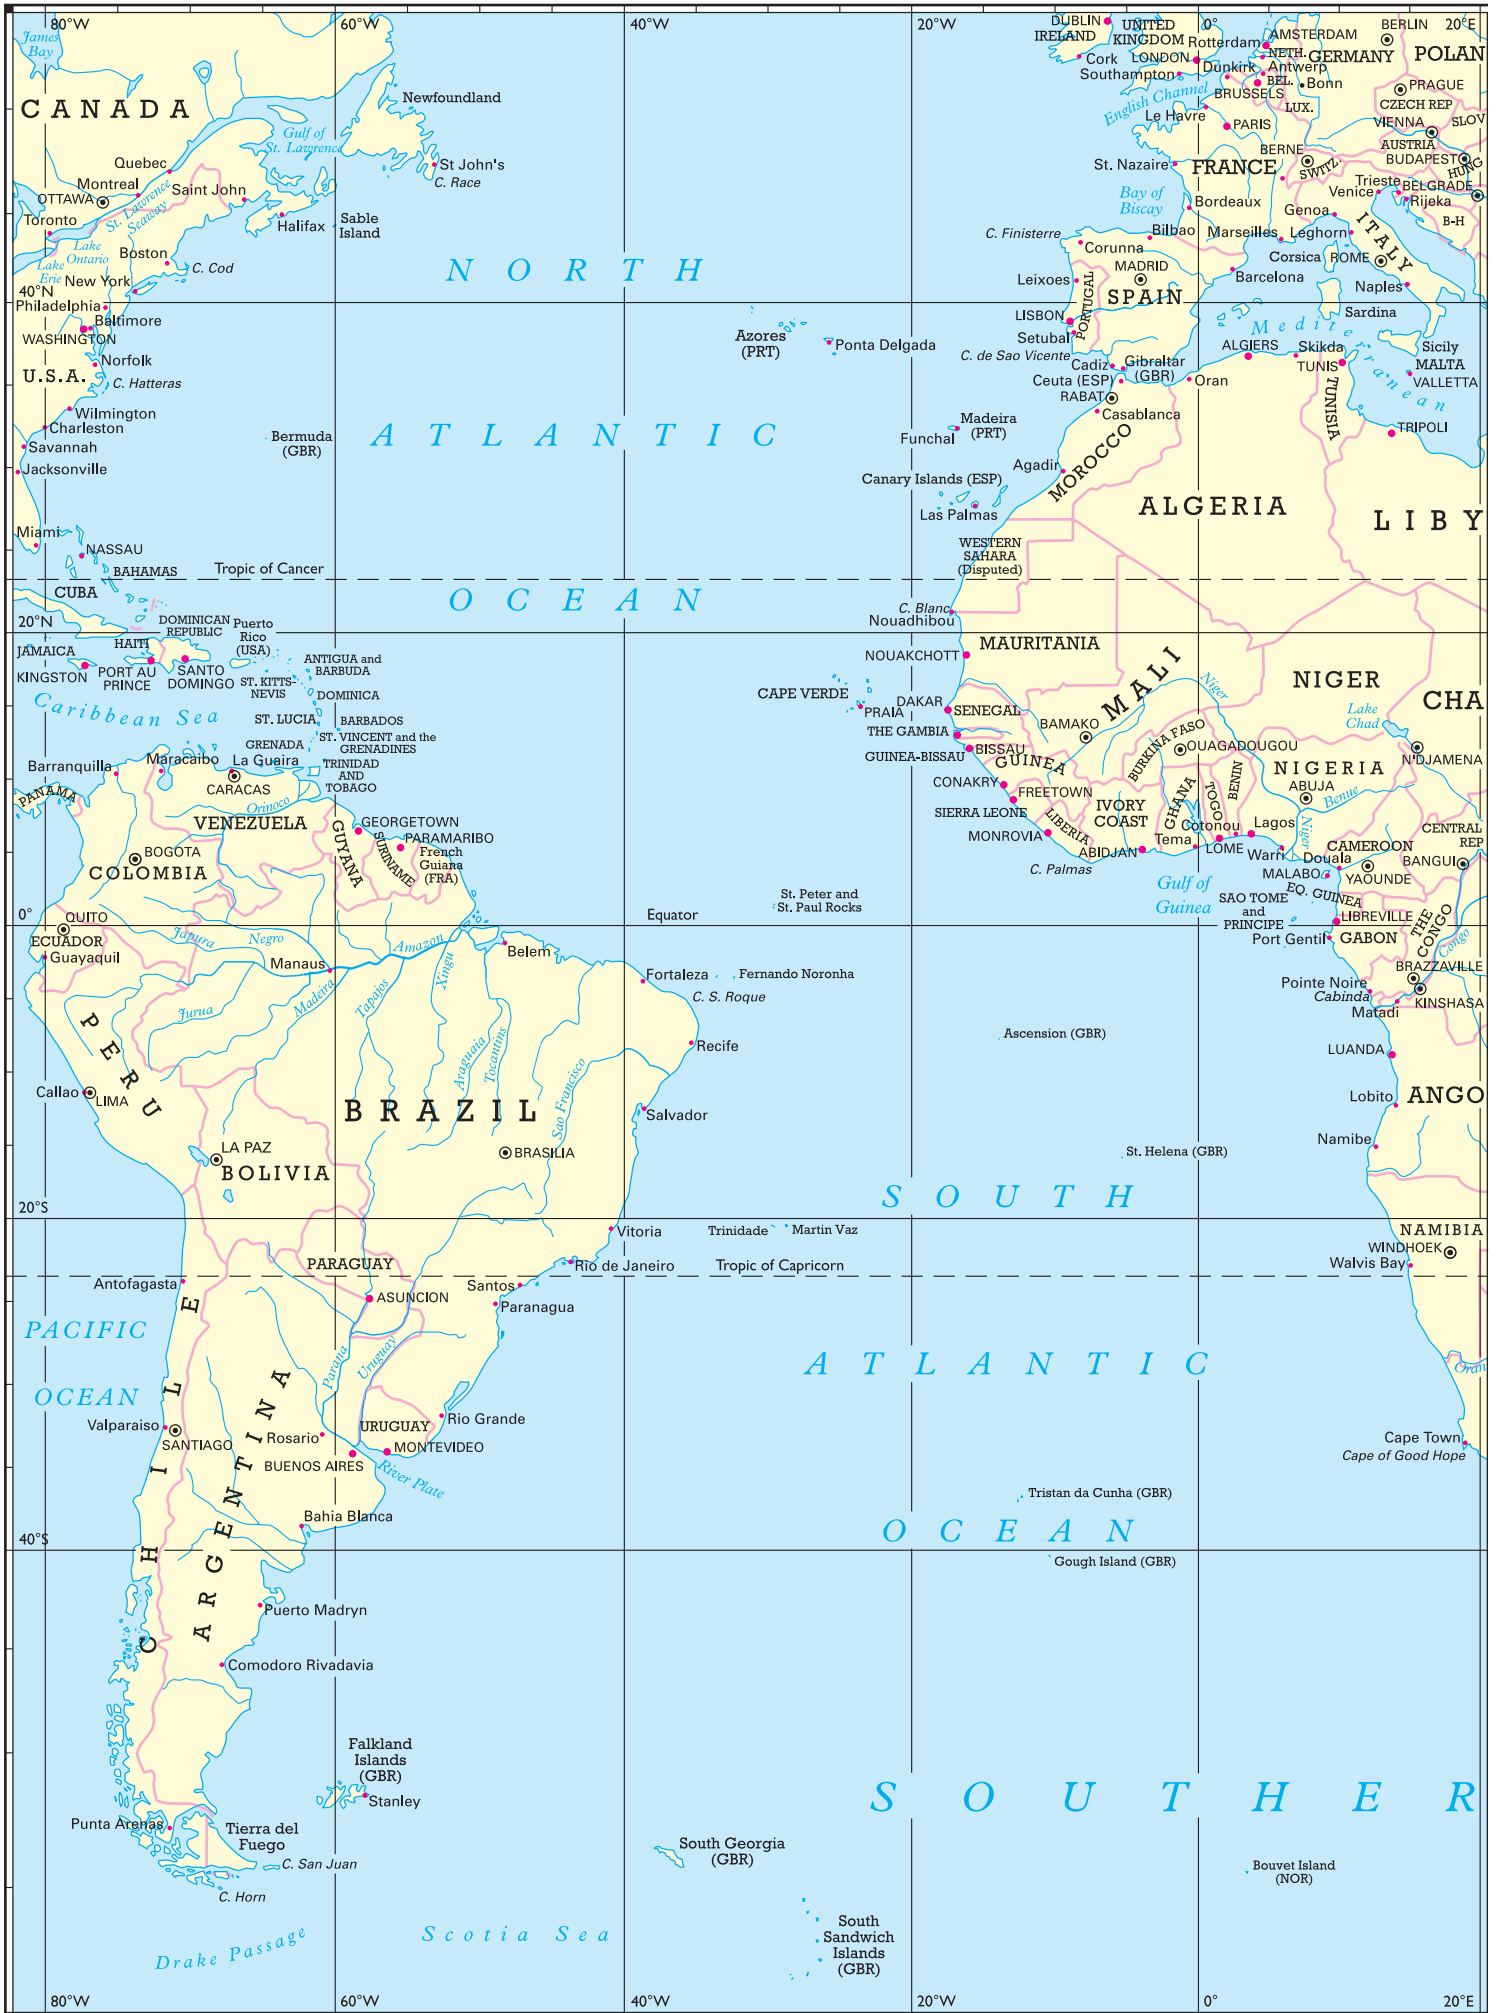 80°W
60°W
20°W
0°
20°E
James
Bay
DUBLIN
IRELAND
UNITED
KINGDOM
Rotterdam
AMSTERDAM
BERLIN
NETH.
GERMANY
POLAN
Cork
LONDON
Southampton
Dunkirk
Antwerp
BEL.
Bonn
BRUSSELS
LUX.
PRAGUE
CZECH REP
English Channel
Le Havre
PARIS
VIENNA
SLOV
AUSTRIA
BUDAPEST
HUNG
BERNE
SWITZ.
St. Nazaire
FRANCE
Trieste
BELGRADE
Venice
Rijeka
Bay of
Biscay
Bordeaux
Genoa
B-H
CANADA
Newfoundland
Gulf of
St. Lawrence
Quebec
St John's
C. Race
Montreal
Saint John
OTTAWA
St. Lawrence
Seaway
Toronto
Halifax
Sable
Island
Lake
Ontario
Lake
Erie
Boston
C. Cod
New York
C. Finisterre
Corunna
Bilbao
Marseilles
Leghorn
ITALY
Corsica
ROME
NORTH
MADRID
Leixoes
SPAIN
Barcelona
Naples
40°N
Philadelphia
Baltimore
WASHINGTON
PORTUGAL
LISBON
Sardina
Mediterranean
Azores
(PRT)
Ponta Delgada
Setubal
C. de Sao Vicente
ALGIERS
Skikda
Sicily
Norfolk
U.S.A.
C. Hatteras
Cadiz
Gibraltar
(GBR)
TUNIS
MALTA
VALLETTA
Ceuta (ESP)
Oran
RABAT
TUNISIA
Wilmington
Charleston
Savannah
Jacksonville
Bermuda
(GBR)
ATLANTIC
Madeira
(PRT)
Funchal
Casablanca
TRIPOLI
Agadir
MOROCCO
Canary Islands (ESP)
Las Palmas
ALGERIA
LIBY
Miami
NASSAU
BAHAMAS
Tropic of Cancer
WESTERN
SAHARA
(Disputed)
CUBA
OCEAN
C. Blanc
Nouadhibou
20°N
DOMINICAN
REPUBLIC
Puerto
Rico
(USA)
JAMAICA
HAITI
KINGSTON
PORT AU
PRINCE
SANTO
DOMINGO
ANTIGUA and
BARBUDA
ST. KITTS-
NEVIS
DOMINICA
MAURITANIA
NOUAKCHOTT
MALI
NIGER
Niger
CHA
Caribbean Sea
ST. LUCIA
BARBADOS
ST. VINCENT and the
GRENADINES
CAPE VERDE
PRAIA
DAKAR
SENEGAL
THE GAMBIA
BAMAKO
BURKINA FASO
OUAGADOUGOU
Lake
Chad
GRENADA
La Guaira
Maracaibo
Barranquilla
CARACAS
TRINIDAD
AND
TOBAGO
GUINEA-BISSAU
BISSAU
GUINEA
N'DJAMENA
NIGERIA
ABUJA
PANAMA
Orinoco
CONAKRY
FREETOWN
SIERRA LEONE
IVORY
COAST
GHANA
TOGO
BENIN
Benue
VENEZUELA
GEORGETOWN
PARAMARIBO
GUYANA
SURINAME
French
Guiana
(FRA)
MONROVIA
LIBERIA
Cotonou
Lagos
Niger
CENTRAL
REP
Tema
ABIDJAN
LOME
Warri
CAMEROON
Douala
BANGUI
BOGOTA
COLOMBIA
C. Palmas
MALABO
YAOUNDE
St. Peter and
St. Paul Rocks
Gulf of
Guinea
EQ. GUINEA
SAO TOME
and
PRINCIPE
0°
QUITO
Equator
LIBREVILLE
THE
CONGO
Congo
ECUADOR
Japura
Negro
Amazon
Belem
Port Gentil
GABON
Guayaquil
Manaus
Xingu
Fortaleza
Fernando Noronha
C. S. Roque
BRAZZAVILLE
Pointe Noire
Cabinda
KINSHASA
Matadi
Jurua
Madeira
Tapajos
PERU
Araguaia
Tocantins
Sao Francisco
Recife
Ascension (GBR)
LUANDA
Callao
LIMA
BRAZIL
Salvador
Lobito
ANGO
LA PAZ
BOLIVIA
BRASILIA
St. Helena (GBR)
Namibe
SOUTH
20°S
Vitoria
Trinidade
Martin Vaz
NAMIBIA
PARAGUAY
Rio de Janeiro
Tropic of Capricorn
WINDHOEK
Walvis Bay
Antofagasta
Santos
ASUNCION
Paranagua
PACIFIC
Parana
Uruguay
ATLANTIC
Oran
OCEAN
CHILE
ARGENTINA
Valparaiso
SANTIAGO
Rosario
URUGUAY
Rio Grande
MONTEVIDEO
BUENOS AIRES
River Plate
Cape Town
Cape of Good Hope
Tristan da Cunha (GBR)
Bahia Blanca
OCEAN
40°S
Gough Island (GBR)
Puerto Madryn
Comodoro Rivadavia
Falkland
Islands
(GBR)
Stanley
SOUTHER
Punta Arenas
Tierra del
Fuego
South Georgia
(GBR)
C. San Juan
Bouvet Island
(NOR)
C. Horn
South
Sandwich
Islands
(GBR)
Drake Passage
Scotia Sea
80°W
60°W
40°W
20°W
0°
20°E